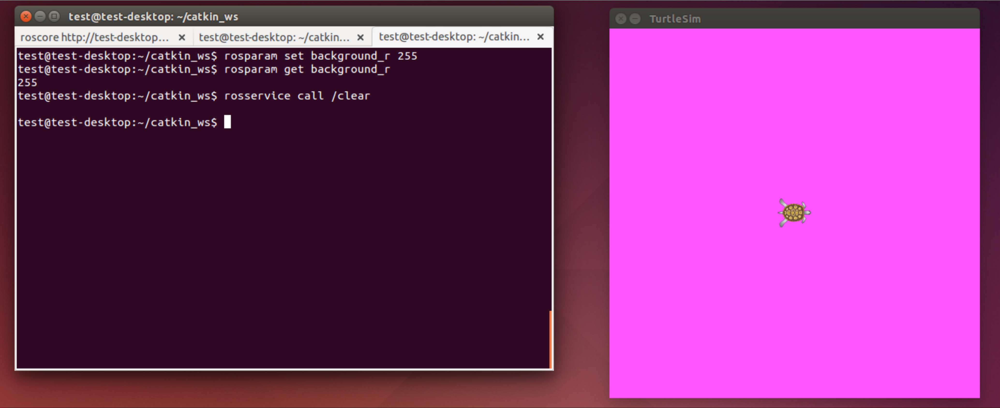 test@test-desktop: ~/catkin_ws
roscore http://test-desktop... × test@test-desktop: ~/catkin... × test@test-desktop: ~/catkin... ×
test@test-desktop:~/catkin_ws$ rosparam set background_r 255
test@test-desktop:~/catkin_ws$ rosparam get background_r
255
test@test-desktop:~/catkin_ws$ rosservice call /clear
test@test-desktop:~/catkin_ws$
TurtleSim